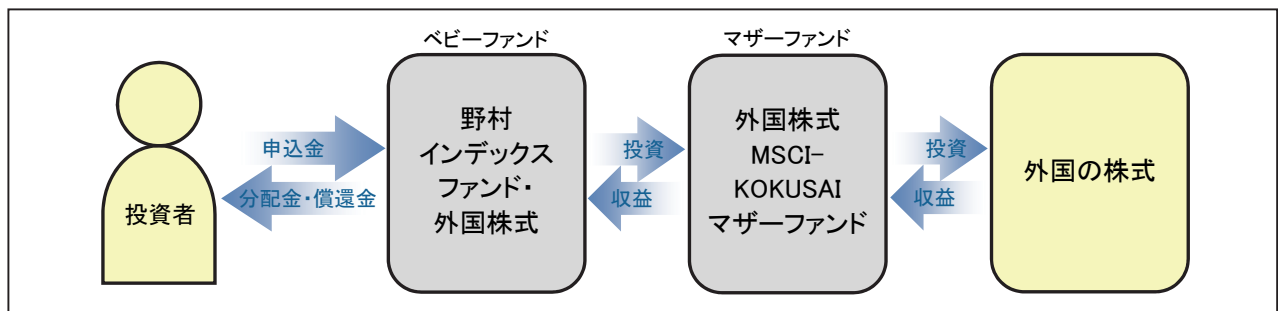 ベビーファンド
マザーファンド
投資者
申込金
分配金・償還金
野村
インデックス
ファンド・
外国株式
投資
収益
外国株式
MSCI-
KOKUSAI
マザーファンド
投資
収益
外国の株式